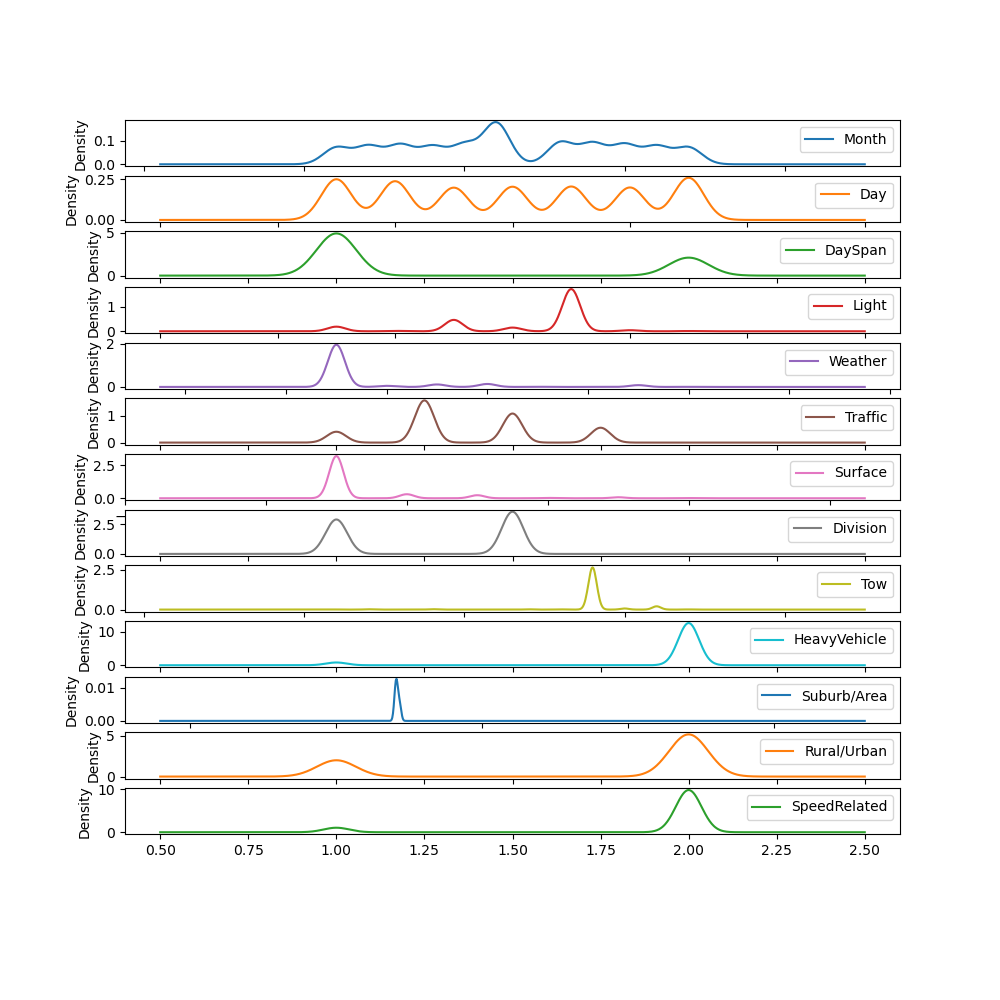 Density
0.1
0.0
Month
Density
0.25
0.00
Day
Density
5
0
DaySpan
Density
1
0
Light
Density
2
0
Weather
Density
1
0
Traffic
Density
2.5
0.0
Surface
Density
2.5
0.0
Division
Density
2.5
0.0
Tow
Density
10
0
HeavyVehicle
Density
0.01
0.00
Suburb/Area
Density
5
0
Rural/Urban
Density
10
0
SpeedRelated
0.50 0.75 1.00 1.25 1.50 1.75 2.00 2.25 2.50